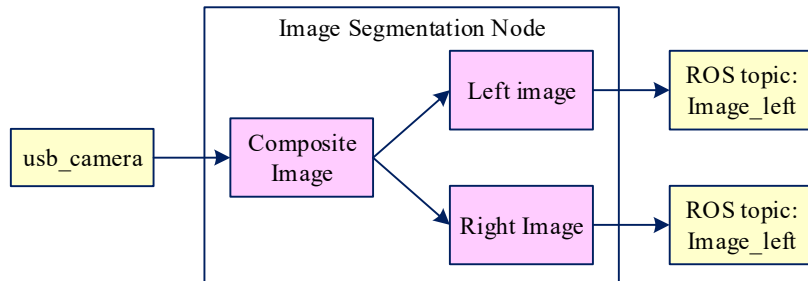 Image Segmentation Node
usb_camera
Composite
Image
Left image
Right Image
ROS topic:
Image_left
ROS topic:
Image_left